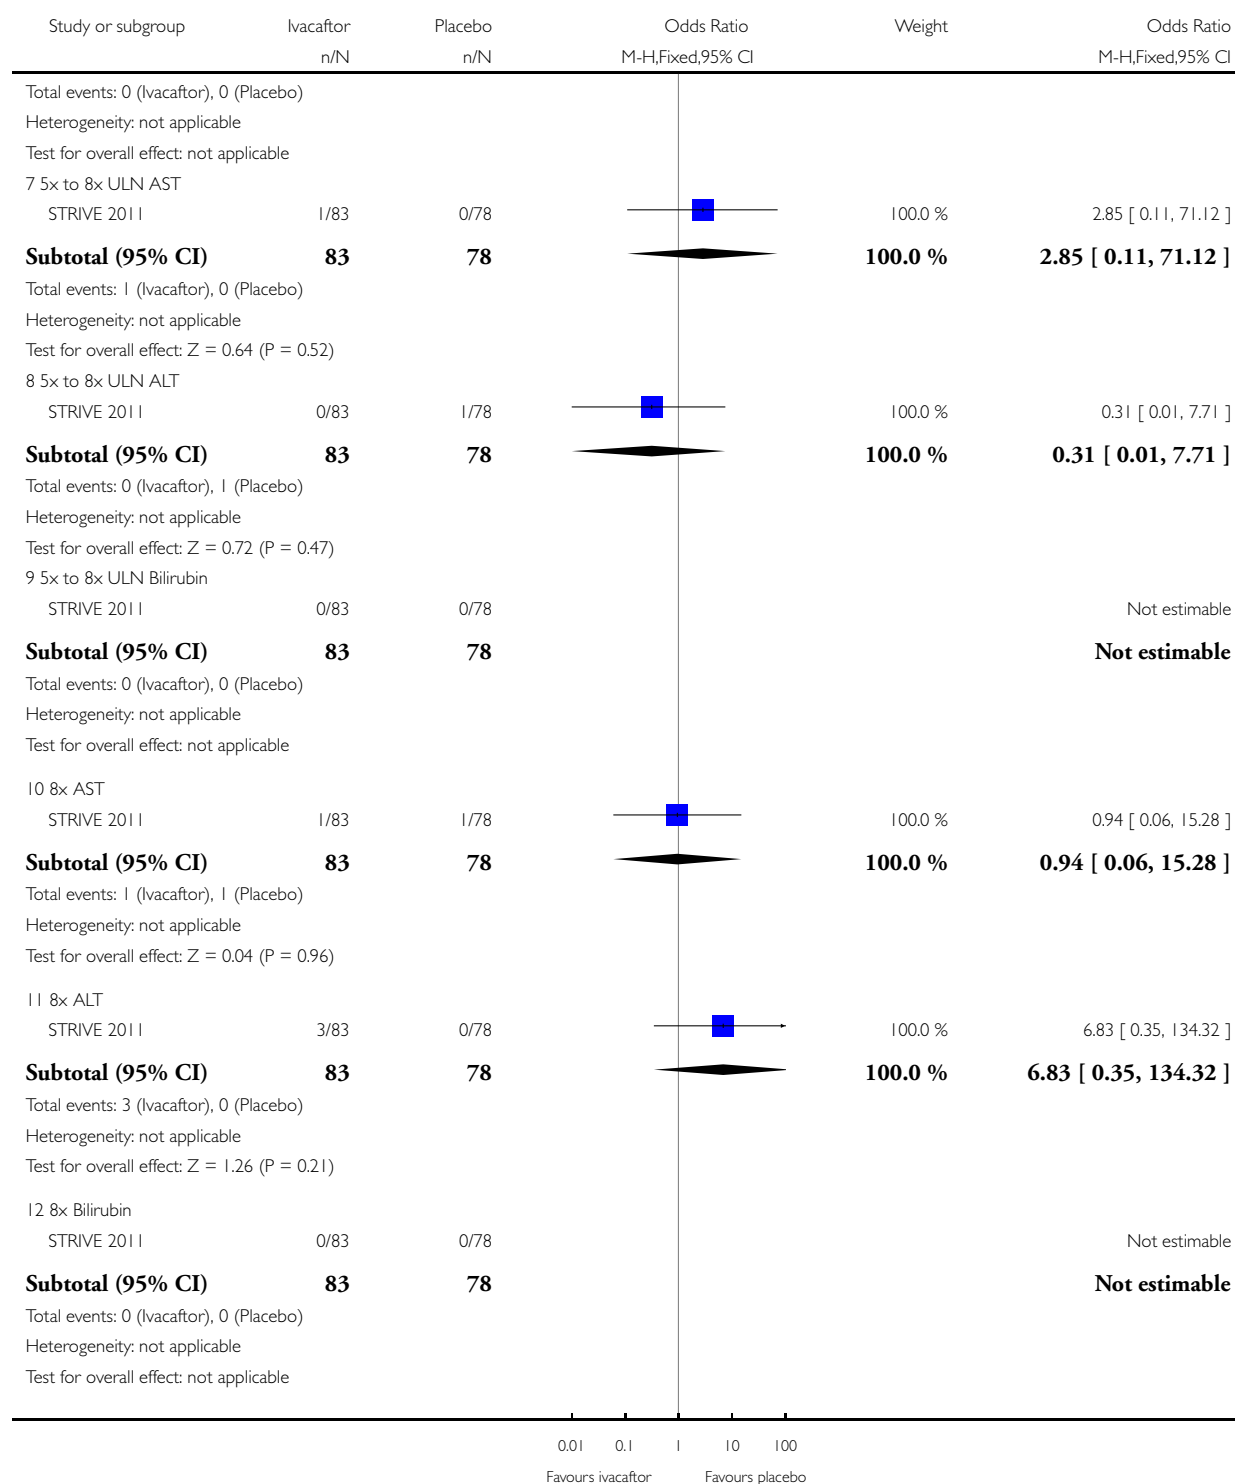 Study or subgroup Ivacaftor Placebo Odds Ratio Weight Odds Ratio
n/N n/N M-H,Fixed,95% CI M-H,Fixed,95% CI
Total events: 0 (Ivacaftor), 0 (Placebo)
Heterogeneity: not applicable
Test for overall effect: not applicable
7 5x to 8x ULN AST
STRIVE 2011 1/83 0/78 100.0 % 2.85 [ 0.11, 71.12 ]
Subtotal (95% CI) 83 78 100.0 % 2.85 [ 0.11, 71.12 ]
Total events: 1 (Ivacaftor), 0 (Placebo)
Heterogeneity: not applicable
Test for overall effect: Z = 0.64 (P = 0.52)
8 5x to 8x ULN ALT
STRIVE 2011 0/83 1/78 100.0 % 0.31 [ 0.01, 7.71 ]
Subtotal (95% CI) 83 78 100.0 % 0.31 [ 0.01, 7.71 ]
Total events: 0 (Ivacaftor), 1 (Placebo)
Heterogeneity: not applicable
Test for overall effect: Z = 0.72 (P = 0.47)
9 5x to 8x ULN Bilirubin
STRIVE 2011 0/83 0/78 Not estimable
Subtotal (95% CI) 83 78 Not estimable
Total events: 0 (Ivacaftor), 0 (Placebo)
Heterogeneity: not applicable
Test for overall effect: not applicable
10 8x AST
STRIVE 2011 1/83 1/78 100.0 % 0.94 [ 0.06, 15.28 ]
Subtotal (95% CI) 83 78 100.0 % 0.94 [ 0.06, 15.28 ]
Total events: 1 (Ivacaftor), 1 (Placebo)
Heterogeneity: not applicable
Test for overall effect: Z = 0.04 (P = 0.96)
11 8x ALT
STRIVE 2011 3/83 0/78 100.0 % 6.83 [ 0.35, 134.32 ]
Subtotal (95% CI) 83 78 100.0 % 6.83 [ 0.35, 134.32 ]
Total events: 3 (Ivacaftor), 0 (Placebo)
Heterogeneity: not applicable
Test for overall effect: Z = 1.26 (P = 0.21)
12 8x Bilirubin
STRIVE 2011 0/83 0/78 Not estimable
Subtotal (95% CI) 83 78 Not estimable
Total events: 0 (Ivacaftor), 0 (Placebo)
Heterogeneity: not applicable
Test for overall effect: not applicable
0.01 0.1 1 10 100
Favours ivacaftor Favours placebo